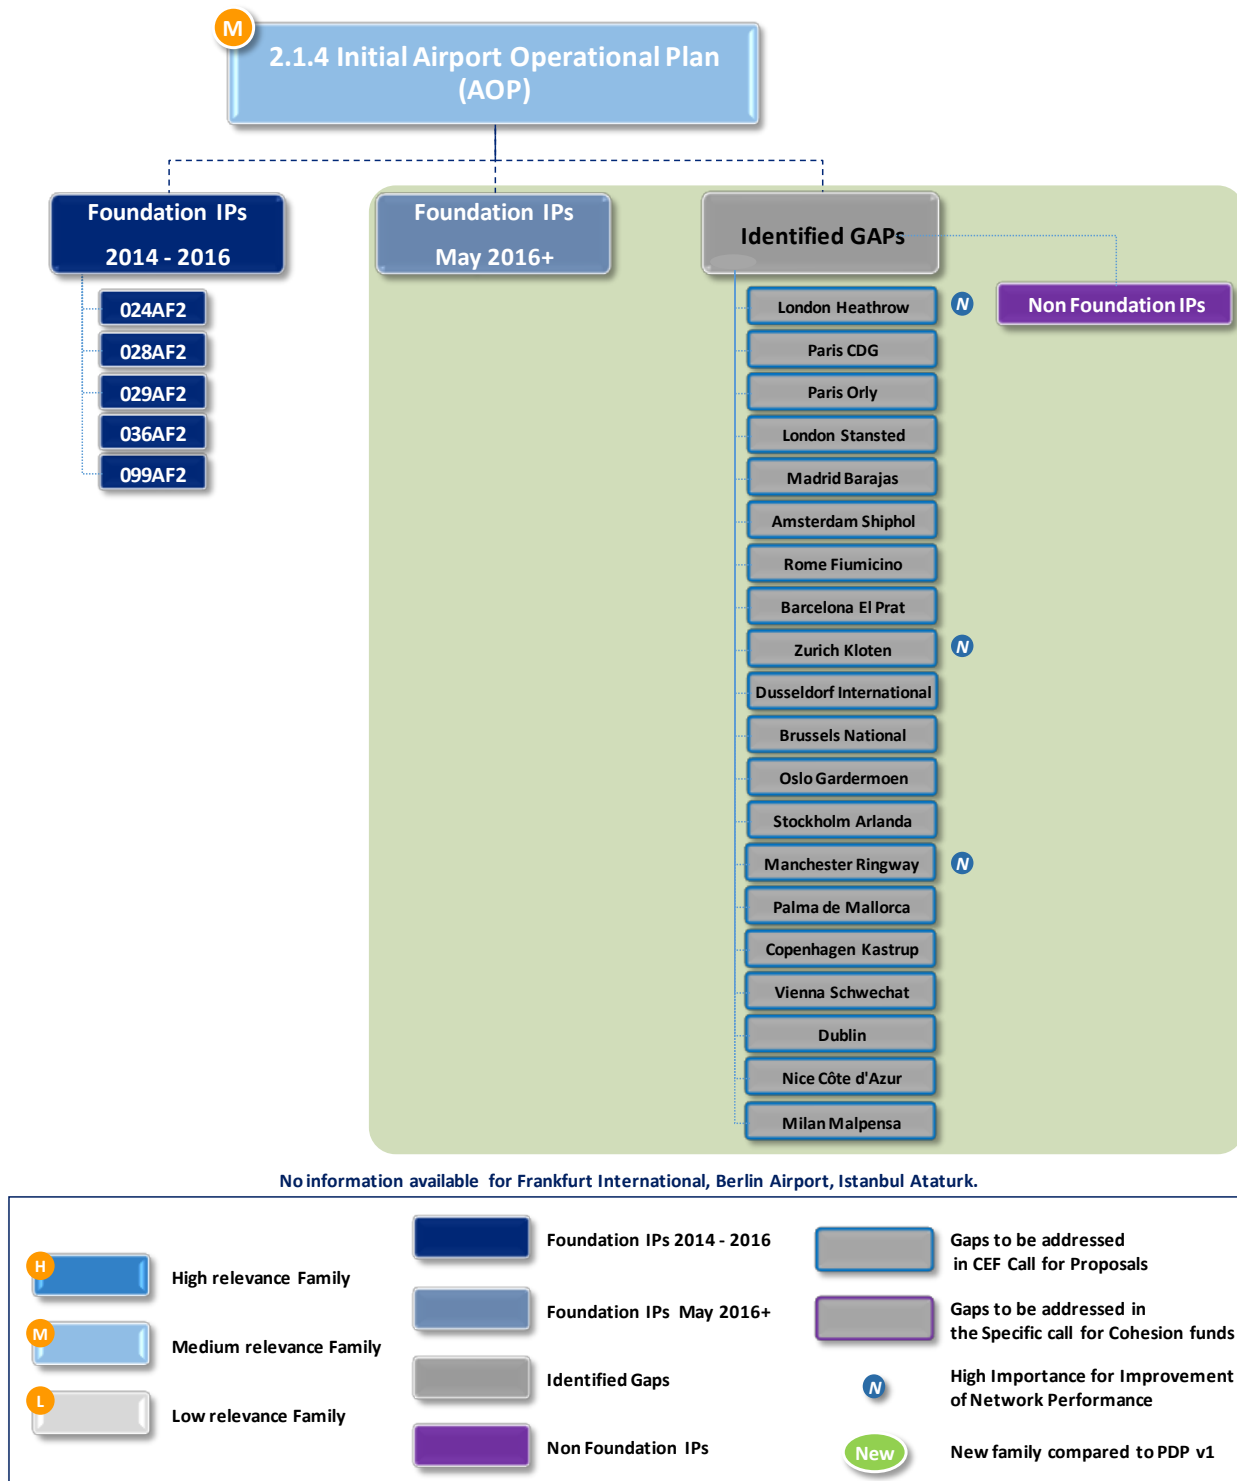 M
2.1.4 Initial Airport Operational Plan
(AOP)
Foundation IPs
2014 - 2016
024AF2
028AF2
029AF2
036AF2
099AF2
Foundation IPs
May 2016+
Identified GAPs
London Heathrow
N
Paris CDG
Paris Orly
London Stansted
Madrid Barajas
Amsterdam Shiphol
Rome Fiumicino
Barcelona El Prat
Zurich Kloten
N
Dusseldorf International
Brussels National
Oslo Gardermoen
Stockholm Arlanda
Manchester Ringway
N
Palma de Mallorca
Copenhagen Kastrup
Vienna Schwechat
Dublin
Nice Côte d'Azur
Milan Malpensa
Non Foundation IPs
No information available for Frankfurt International, Berlin Airport, Istanbul Ataturk.
H
High relevance Family
M
Medium relevance Family
L
Low relevance Family
Foundation IPs 2014 - 2016
Foundation IPs May 2016+
Identified Gaps
Non Foundation IPs
Gaps to be addressed
in CEF Call for Proposals
Gaps to be addressed in
the Specific call for Cohesion funds
N
High Importance for Improvement
of Network Performance
New
New family compared to PDP v1